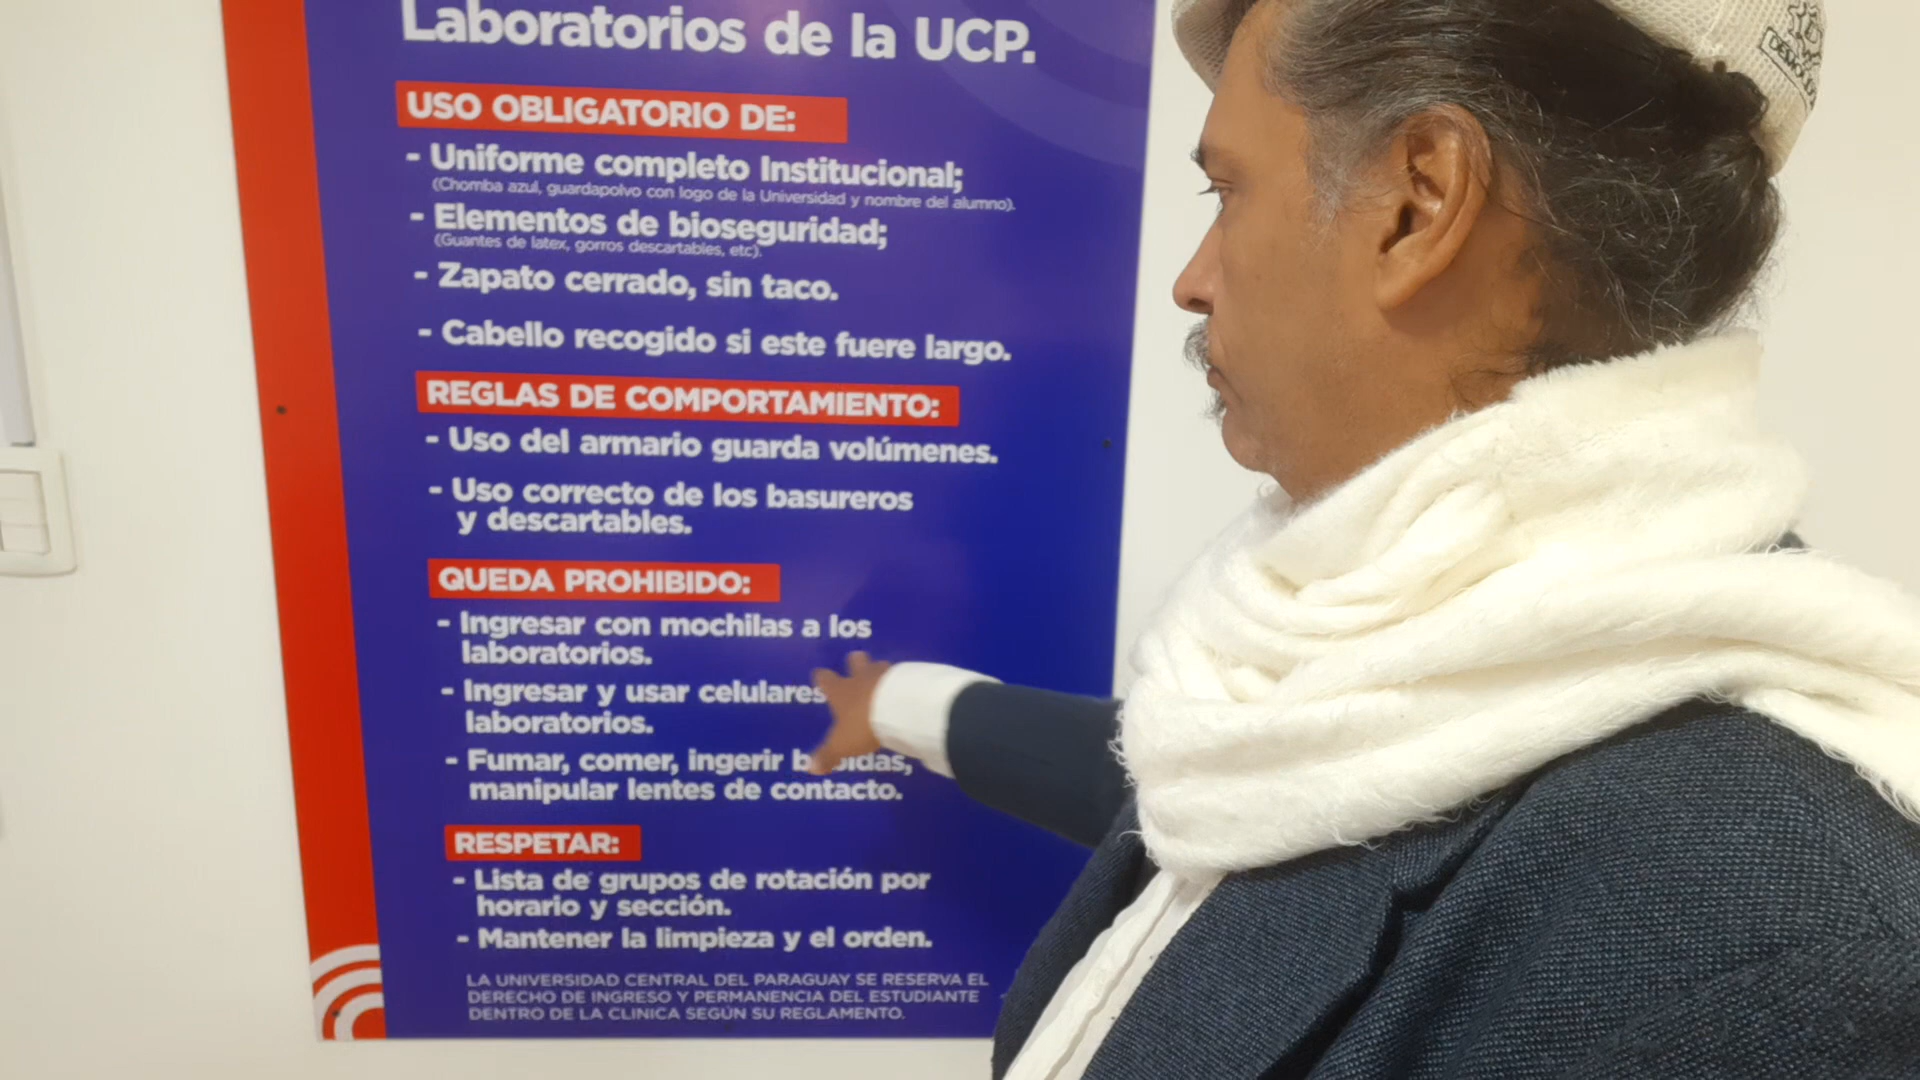 Laboratorios de la UCP.
USO OBLIGATORIO DE:
- Uniforme completo Institucional;
(Chomba azul, guardapolvo con logo de la Universidad y nombre del alumno).
- Elementos de bioseguridad;
(Guantes de latex, gorros descartables, etc).
- Zapato cerrado, sin taco.
- Cabello recogido si este fuere largo.
REGLAS DE COMPORTAMIENTO:
- Uso del armario guarda volúmenes.
- Uso correcto de los basureros
y descartables.
QUEDA PROHIBIDO:
- Ingresar con mochilas a los
laboratorios.
- Ingresar y usar celulares
laboratorios.
- Fumar, comer, ingerir
manipular lentes de contacto.
RESPETAR:
- Lista de grupos de rotación por
horario y sección.
- Mantener la limpieza y el orden.
LA UNIVERSIDAD CENTRAL DEL PARAGUAY SE RESERVA EL
DERECHO DE INGRESO Y PERMANENCIA DEL ESTUDIANTE
DENTRO DE LA CLINICA SEGÚN SU REGLAMENTO.